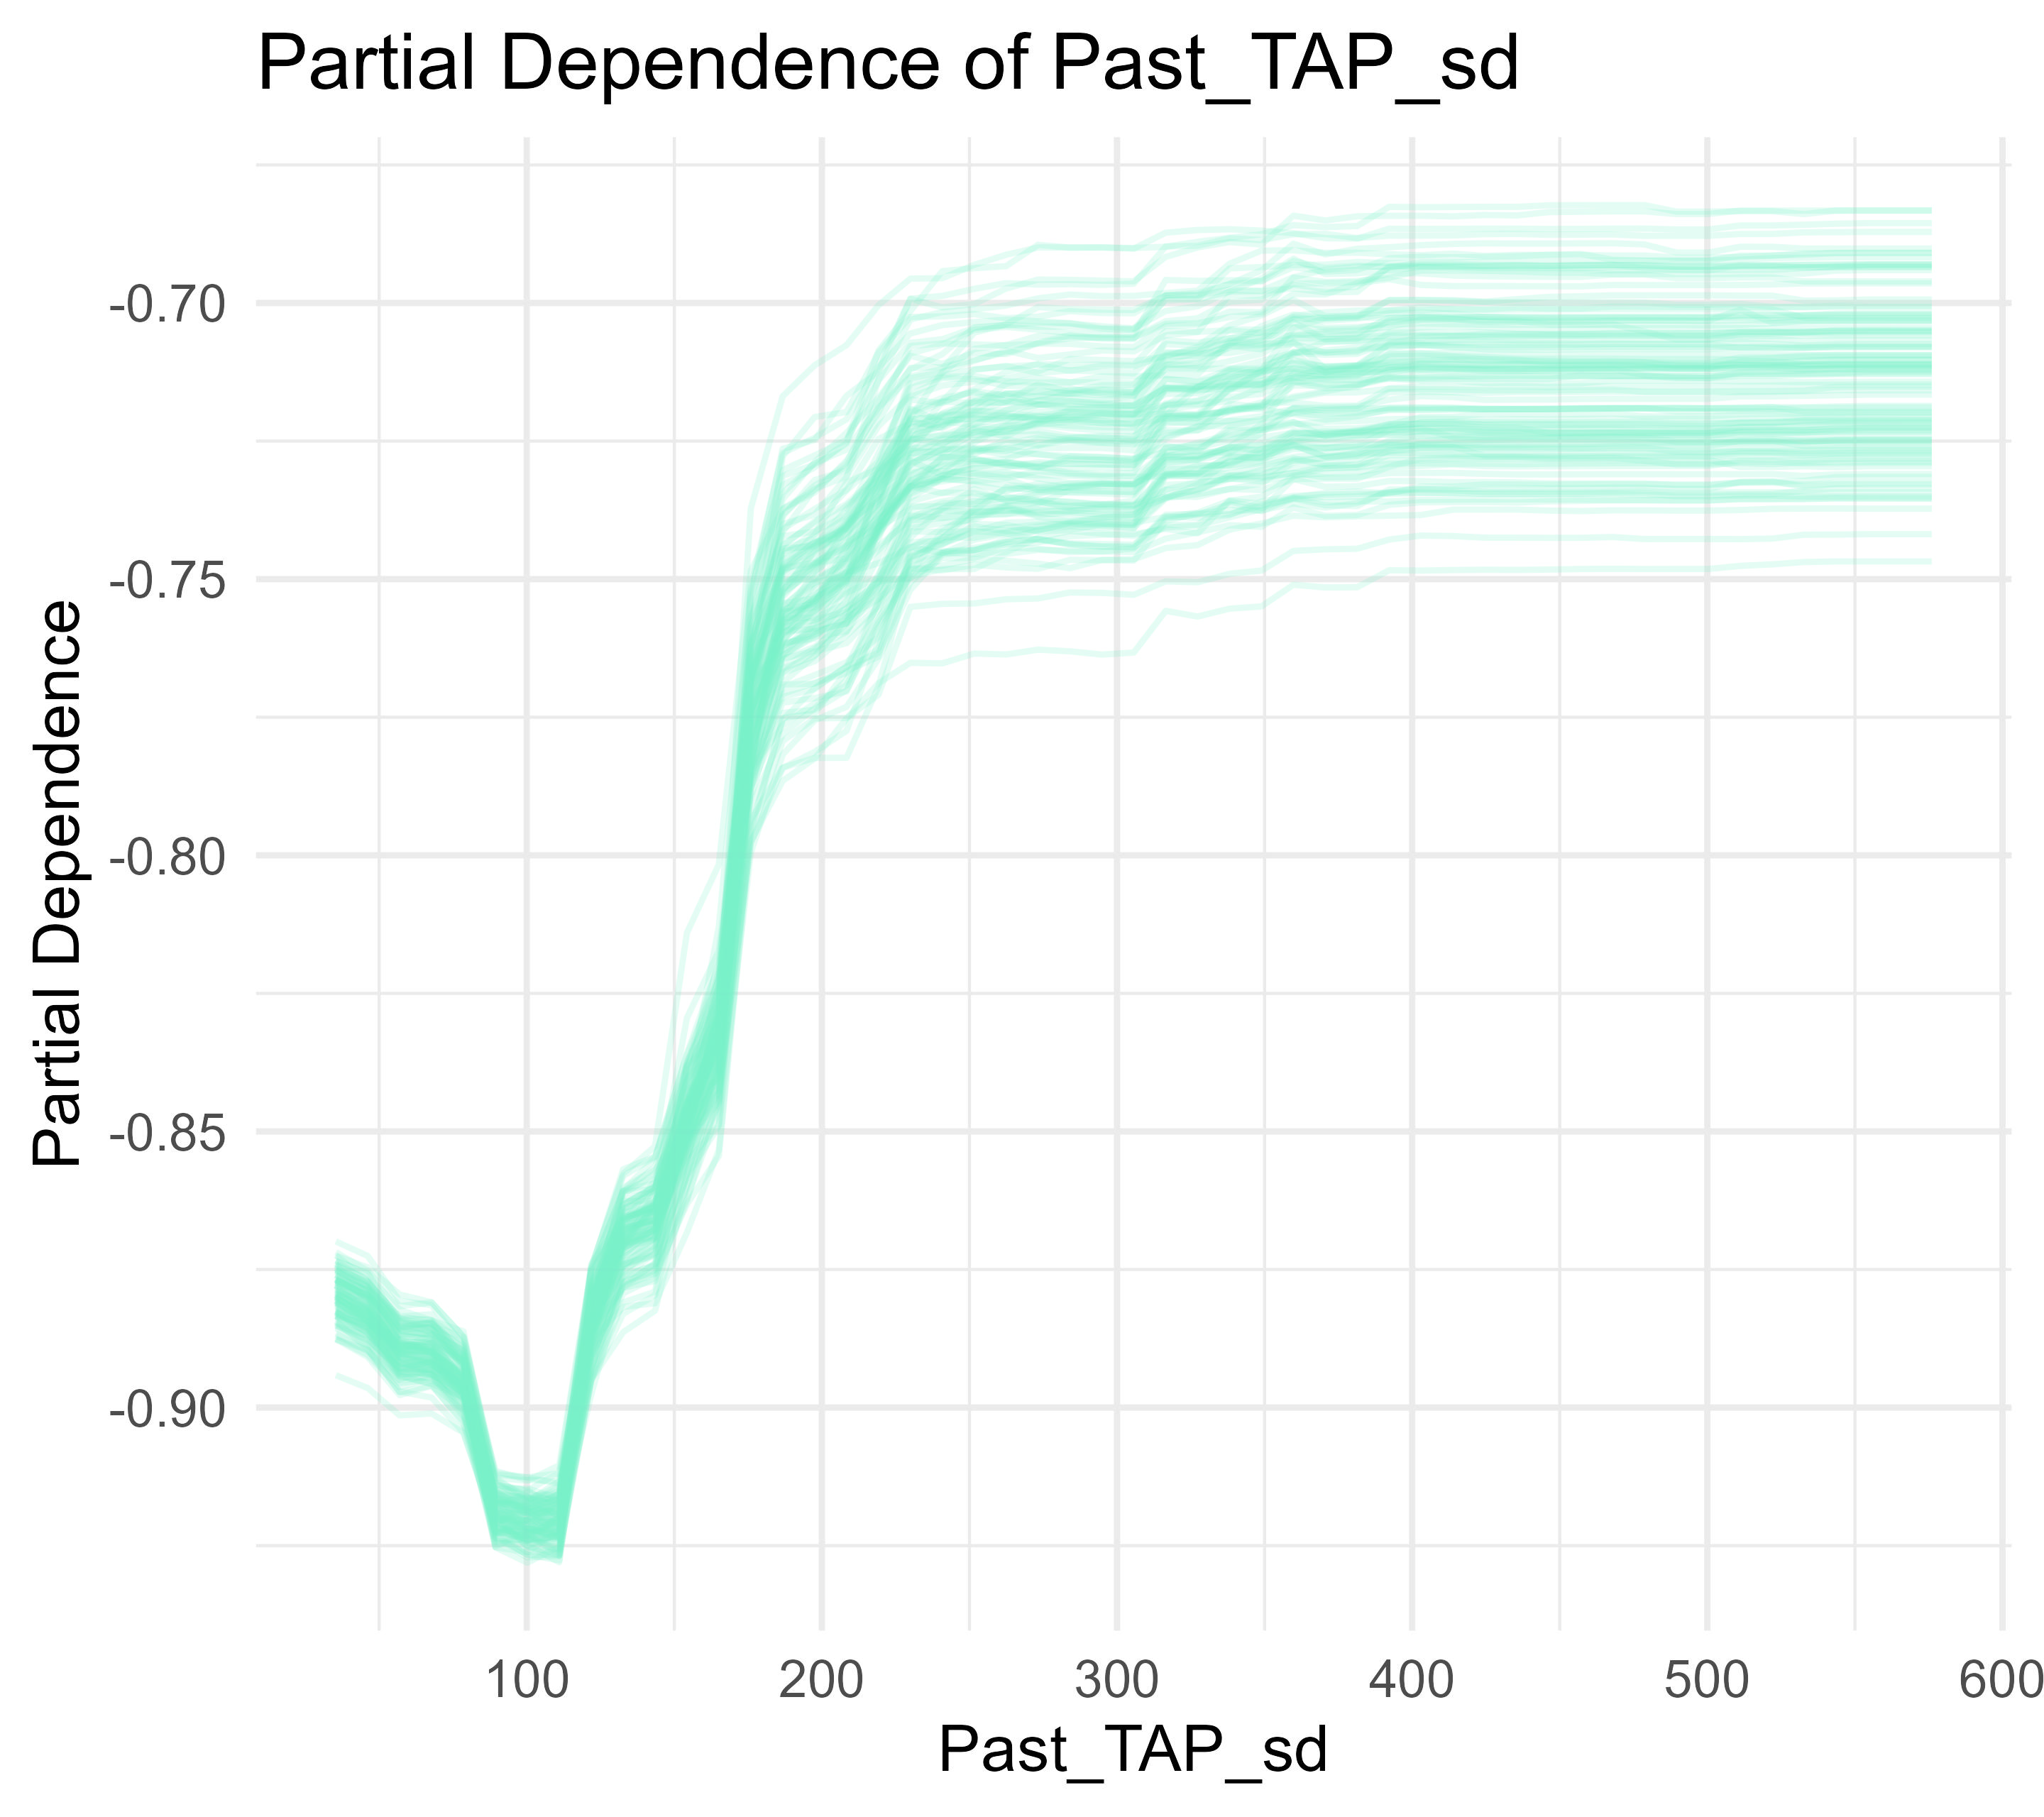 Partial Dependence of Past_TAP_sd
Partial Dependence
-0.70
-0.75
-0.80
-0.85
-0.90
100 200 300 400 500 600
Past_TAP_sd